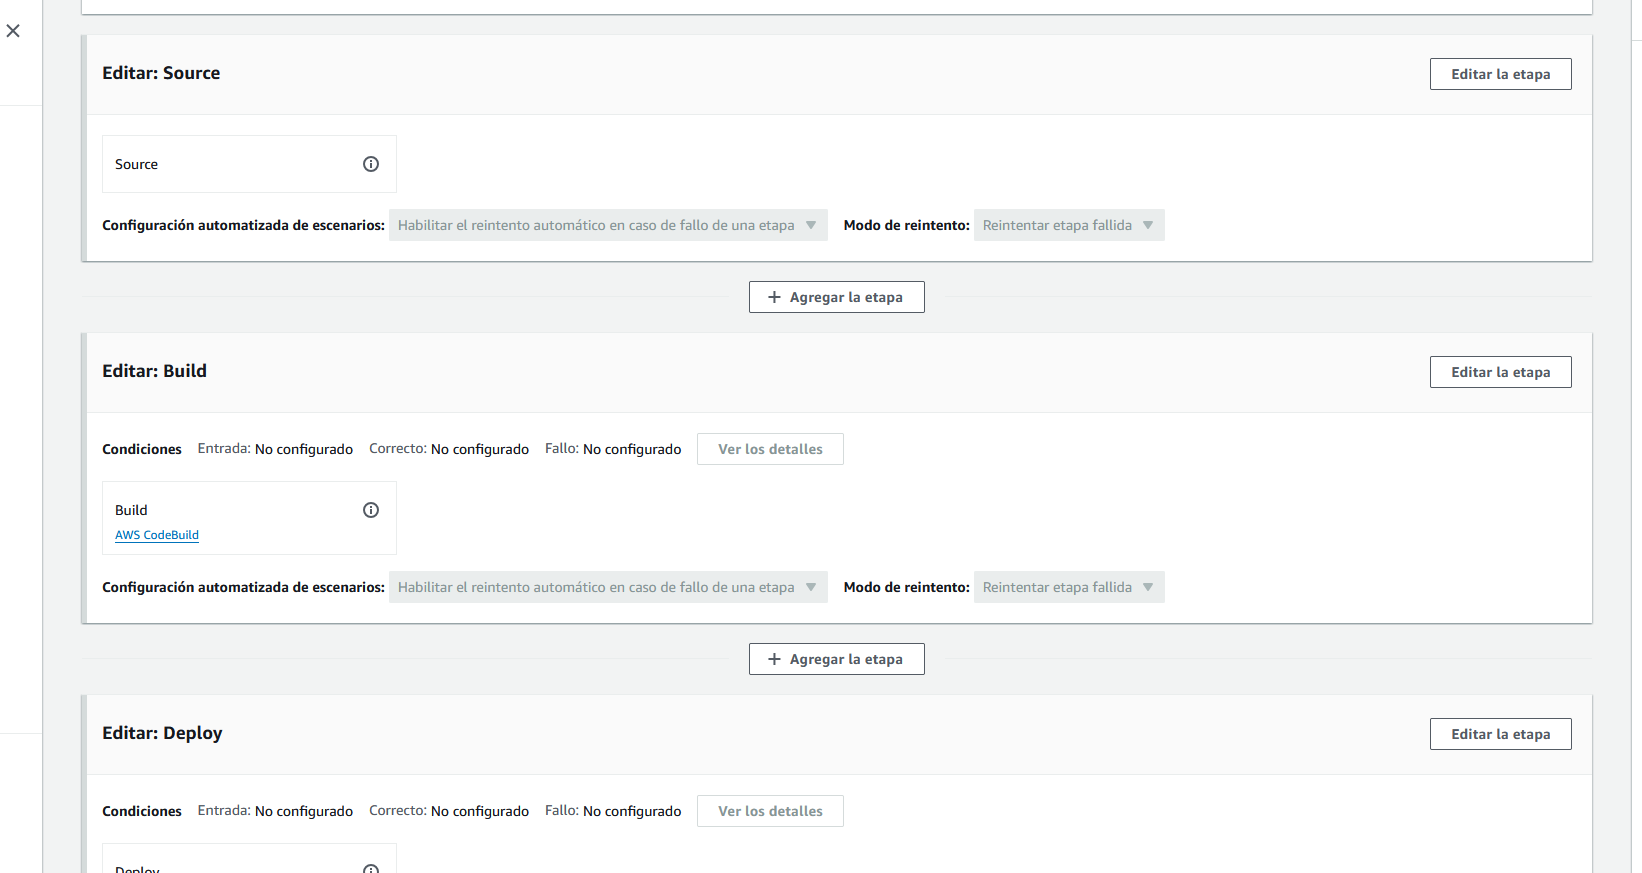 Editar: Source
Editar la etapa
Source
Configuración automatizada de escenarios: Habilitar el reintento automático en caso de fallo de una etapa Modo de reintento: Reintentar etapa fallida
+ Agregar la etapa
Editar: Build
Editar la etapa
Condiciones Entrada: No configurado Correcto: No configurado Fallo: No configurado Ver los detalles
Build
AWS CodeBuild
Configuración automatizada de escenarios: Habilitar el reintento automático en caso de fallo de una etapa Modo de reintento: Reintentar etapa fallida
+ Agregar la etapa
Editar: Deploy
Editar la etapa
Condiciones Entrada: No configurado Correcto: No configurado Fallo: No configurado Ver los detalles
Deploy